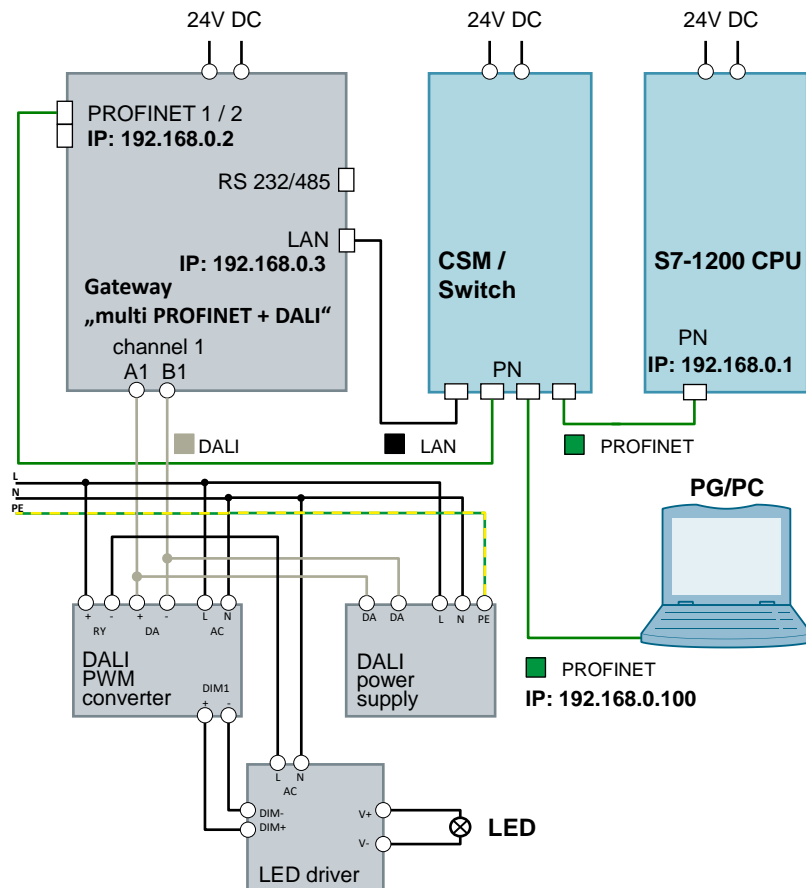 24V DC
24V DC
24V DC
PROFINET 1 / 2
IP: 192.168.0.2
RS 232/485
LAN
IP: 192.168.0.3
Gateway
„multi PROFINET + DALI“
channel 1
A1 B1
CSM /
Switch
PN
S7-1200 CPU
PN
IP: 192.168.0.1
DALI
LAN
PROFINET
L
N
PE
PG/PC
+ - + - L N
RY DA AC
DALI
PWM
converter
DIM1
+ -
DA DA L N PE
DALI
power
supply
PROFINET
IP: 192.168.0.100
L N
AC
DIM-
DIM+
V+
V-
LED driver
LED